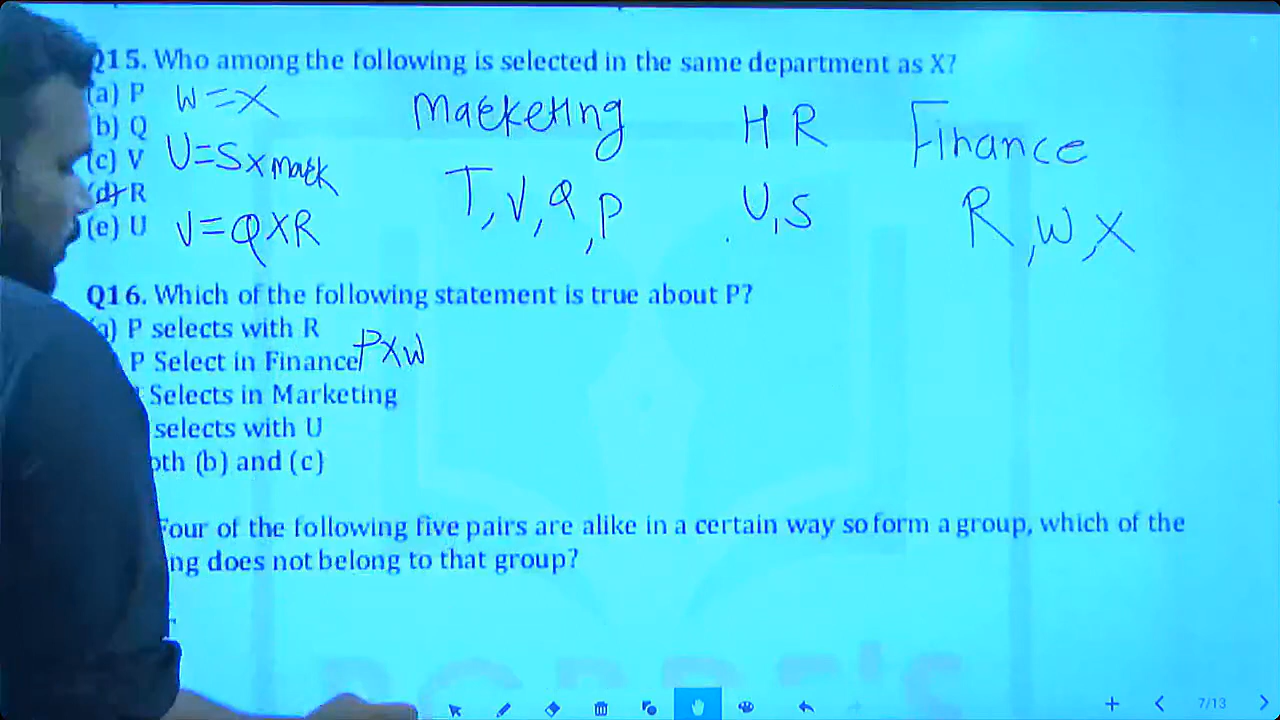 Q15. Who among the following is selected in the same department as X?
(a) P
W = X
Marketing
H R
Finance
(b) Q
(c) V
U = S X mark
(d) R
T, V, Q, P
U, S
R, W, X
(e) U
V = Q X R
Q16. Which of the following statement is true about P?
) P selects with R
P Select in Finance
P X W
Selects in Marketing
selects with U
oth (b) and (c)
Four of the following five pairs are alike in a certain way so form a group, which of the
ng does not belong to that group?
7/13